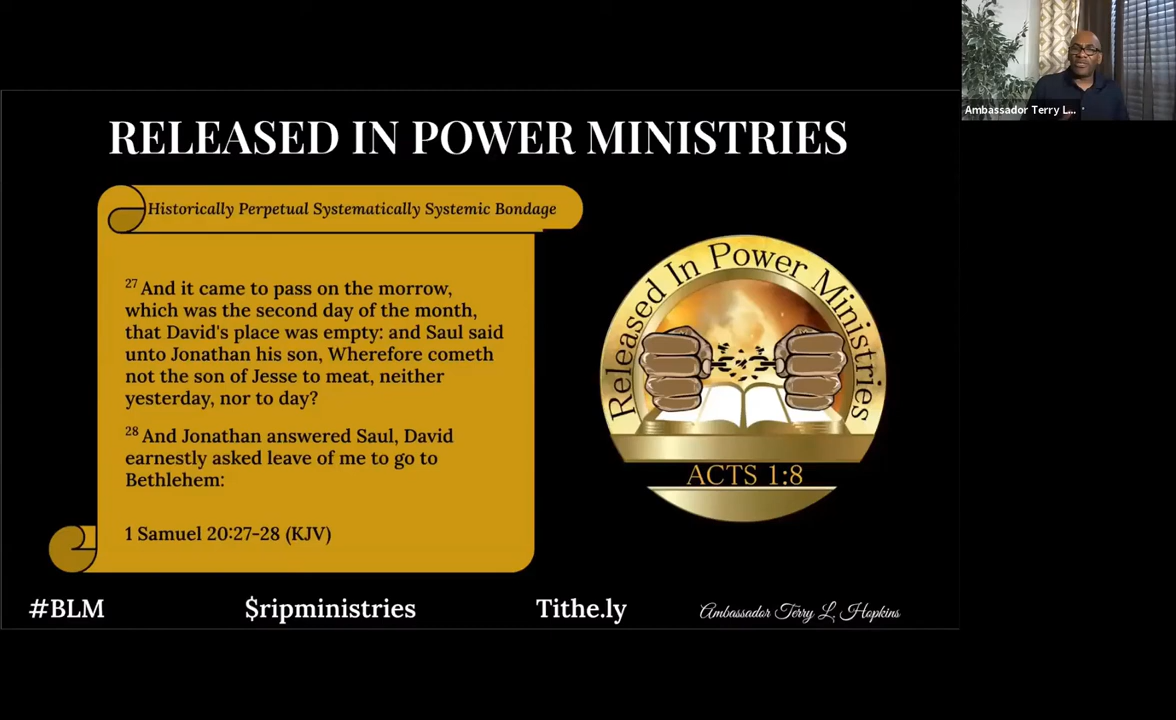 Ambassador Terry L...
RELEASED IN POWER MINISTRIES
Historically Perpetual Systematically Systemic Bondage
27 And it came to pass on the morrow,
which was the second day of the month,
that David's place was empty: and Saul said
unto Jonathan his son, Wherefore cometh
not the son of Jesse to meat, neither
yesterday, nor to day?
28 And Jonathan answered Saul, David
earnestly asked leave of me to go to
Bethlehem:
1 Samuel 20:27-28 (KJV)
Released In Power Ministries
ACTS 1:8
#BLM
$ripministries
Tithe.ly
Ambassador Terry L. Hopkins